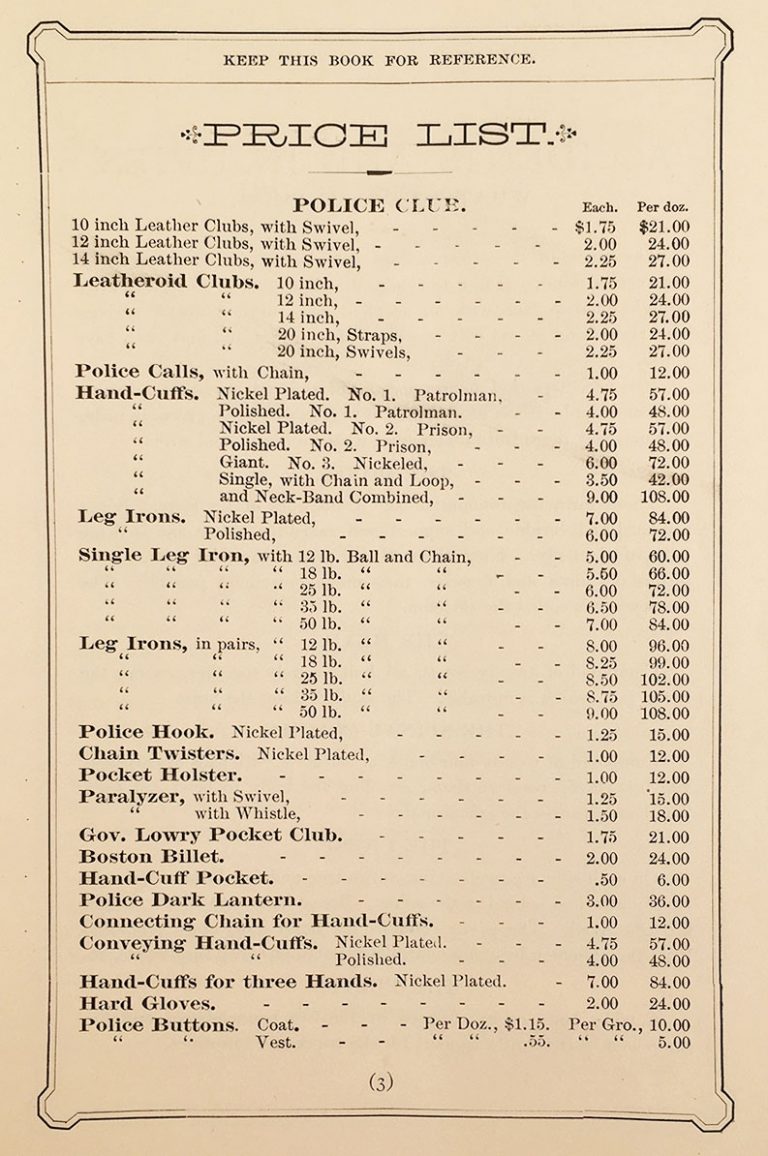 KEEP THIS BOOK FOR REFERENCE.
PRICE LIST.
POLICE CLUB. Each. Per doz.
10 inch Leather Clubs, with Swivel, - - - - - $1.75 $21.00
12 inch Leather Clubs, with Swivel, - - - - - 2.00 24.00
14 inch Leather Clubs, with Swivel, - - - - - 2.25 27.00
Leatheroid Clubs. 10 inch, - - - - - 1.75 21.00
“ “ 12 inch, - - - - - - 2.00 24.00
“ “ 14 inch, - - - - - 2.25 27.00
“ “ 20 inch, Straps, - - - - 2.00 24.00
“ “ 20 inch, Swivels, - - - 2.25 27.00
Police Calls, with Chain, - - - - - - 1.00 12.00
Hand-Cuffs. Nickel Plated. No. 1. Patrolman, - 4.75 57.00
“ Polished. No. 1. Patrolman. - - 4.00 48.00
“ Nickel Plated. No. 2. Prison, - - - 4.75 57.00
“ Polished. No. 2. Prison, - - - 4.00 48.00
“ Giant. No. 3. Nickeled, - - - 6.00 72.00
“ Single, with Chain and Loop, - - - 3.50 42.00
“ and Neck-Band Combined, - - - 9.00 108.00
Leg Irons. Nickel Plated, - - - - - - 7.00 84.00
“ Polished, - - - - - - 6.00 72.00
Single Leg Iron, with 12 lb. Ball and Chain, - - 5.00 60.00
“ “ “ “ 18 lb. “ “ - - 5.50 66.00
“ “ “ “ 25 lb. “ “ - - 6.00 72.00
“ “ “ “ 35 lb. “ “ - - 6.50 78.00
“ “ “ “ 50 lb. “ “ - - 7.00 84.00
Leg Irons, in pairs, “ 12 lb. “ “ - - 8.00 96.00
“ “ “ 18 lb. “ “ - - 8.25 99.00
“ “ “ 25 lb. “ “ - - 8.50 102.00
“ “ “ 35 lb. “ “ - - 8.75 105.00
“ “ “ 50 lb. “ “ - - 9.00 108.00
Police Hook. Nickel Plated, - - - - - 1.25 15.00
Chain Twisters. Nickel Plated, - - - - - 1.00 12.00
Pocket Holster. - - - - - - - - 1.00 12.00
Paralyzer, with Swivel, - - - - - - 1.25 15.00
“ with Whistle, - - - - - 1.50 18.00
Gov. Lowry Pocket Club. - - - - - 1.75 21.00
Boston Billet. - - - - - - - - 2.00 24.00
Hand-Cuff Pocket. - - - - - - - .50 6.00
Police Dark Lantern. - - - - - - 3.00 36.00
Connecting Chain for Hand-Cuffs. - - - 1.00 12.00
Conveying Hand-Cuffs. Nickel Plated. - - - 4.75 57.00
“ “ Polished. - - - 4.00 48.00
Hand-Cuffs for three Hands. Nickel Plated. - 7.00 84.00
Hard Gloves. - - - - - - - - 2.00 24.00
Police Buttons. Coat. - - - Per Doz., $1.15. Per Gro., 10.00
“ “ Vest. - - “ “ .55. “ “ 5.00
(3)